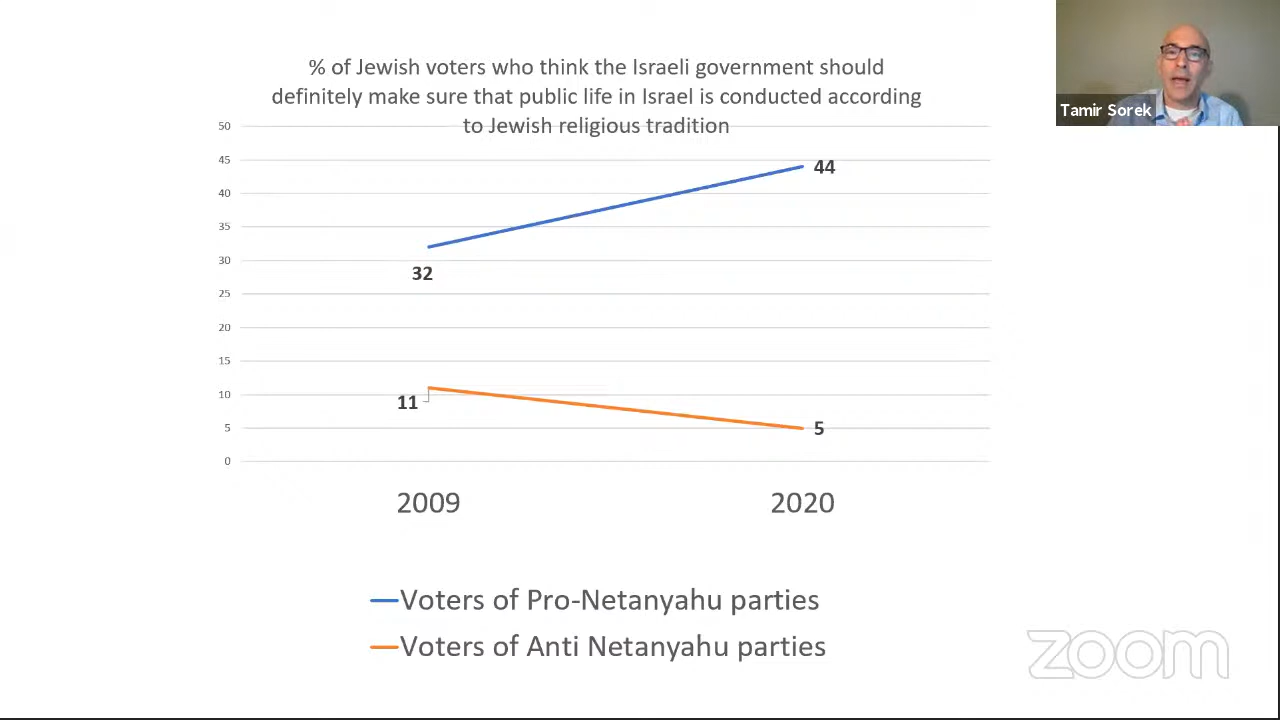 % of Jewish voters who think the Israeli government should
definitely make sure that public life in Israel is conducted according
to Jewish religious tradition
50
45
40
35
30
25
20
15
10
5
0
44
32
11
5
2009 2020
Voters of Pro-Netanyahu parties
Voters of Anti Netanyahu parties
Tamir Sorek
zoom